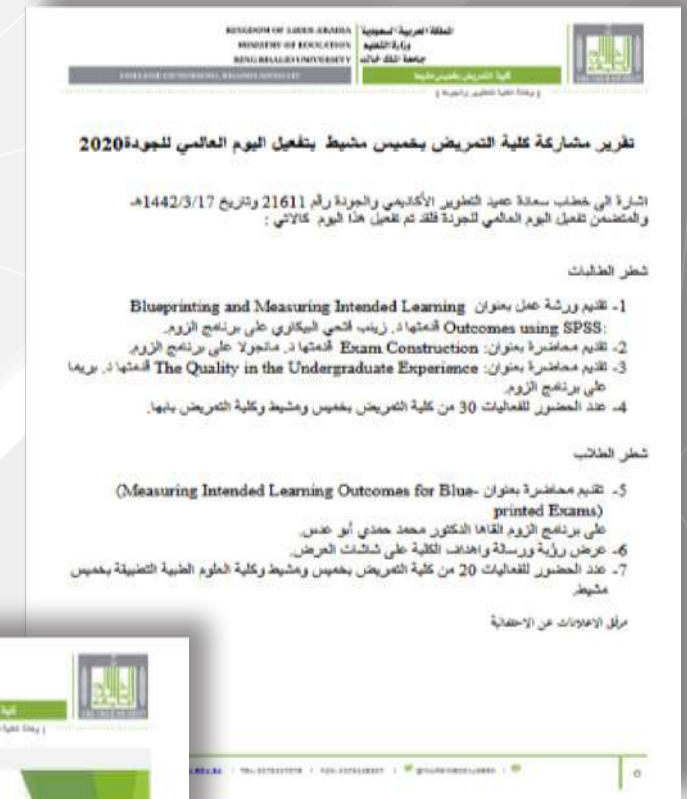 KINGDOM OF SAUDI ARABIA
MINISTRY OF EDUCATION
KING KHALID UNIVERSITY
المملكة العربية السعودية
وزارة التعليم
جامعة الملك خالد
كلية التمريض بخميس مشيط
تقرير مشاركة كلية التمريض بخميس مشيط بتفعيل اليوم العالمي للجودة2020
اشارة الى خطاب سعادة عميد التطوير الأكاديمي والجودة رقم 21611 وتاريخ 1442/3/17هـ
والمتضمن تفعيل اليوم العالمي للجودة فلقد تم تفعيل هذا اليوم كالاتي :
شطر الطالبات
1- تقديم ورشة عمل بعنوان Blueprinting and Measuring Intended Learning
Outcomes using SPSS: قدمتها د. زينب فتحي البيكاوي على برنامج الزوم.
2- تقديم محاضرة بعنوان: Exam Construction قدمتها د. مانجولا على برنامج الزوم.
3- تقديم محاضرة بعنوان: The Quality in the Undergraduate Experience قدمتها د. بريما
على برنامج الزوم.
4- عدد الحضور للفعاليات 30 من كلية التمريض بخميس ومشيط وكلية التمريض بابها.
شطر الطلاب
5- تقديم محاضرة بعنوان Measuring Intended Learning Outcomes for Blue-)
printed Exams)
على برنامج الزوم القاها الدكتور محمد حمدي أبو عدس.
6- عرض رؤية ورسالة واهداف الكلية على شاشات العرض.
7- عدد الحضور للفعاليات 20 من كلية التمريض بخميس ومشيط وكلية العلوم الطبية التطبيقة بخميس
مشيط.
مرفق الاعلانات عن الاحتفالية